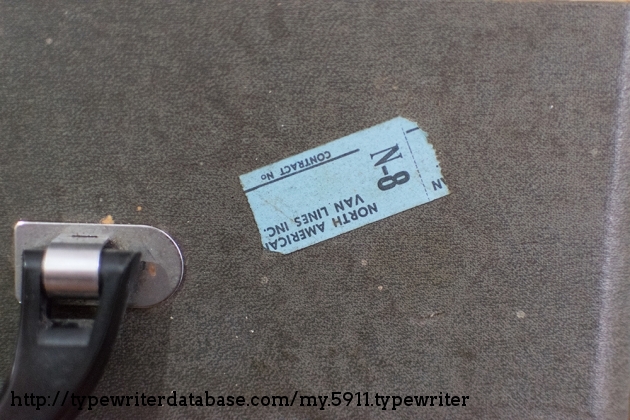 NORTH AMERICAN
VAN LINES INC.
N-8
CONTRACT No
http://typewriterdatabase.com/my.5911.typewriter